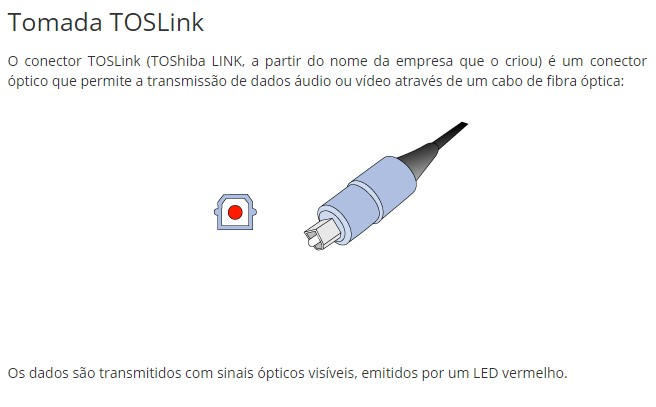 Tomada TOSLink
O conector TOSLink (TOShiba LINK, a partir do nome da empresa que o criou) é um conector
óptico que permite a transmissão de dados áudio ou vídeo através de um cabo de fibra óptica:
Os dados são transmitidos com sinais ópticos visíveis, emitidos por um LED vermelho.